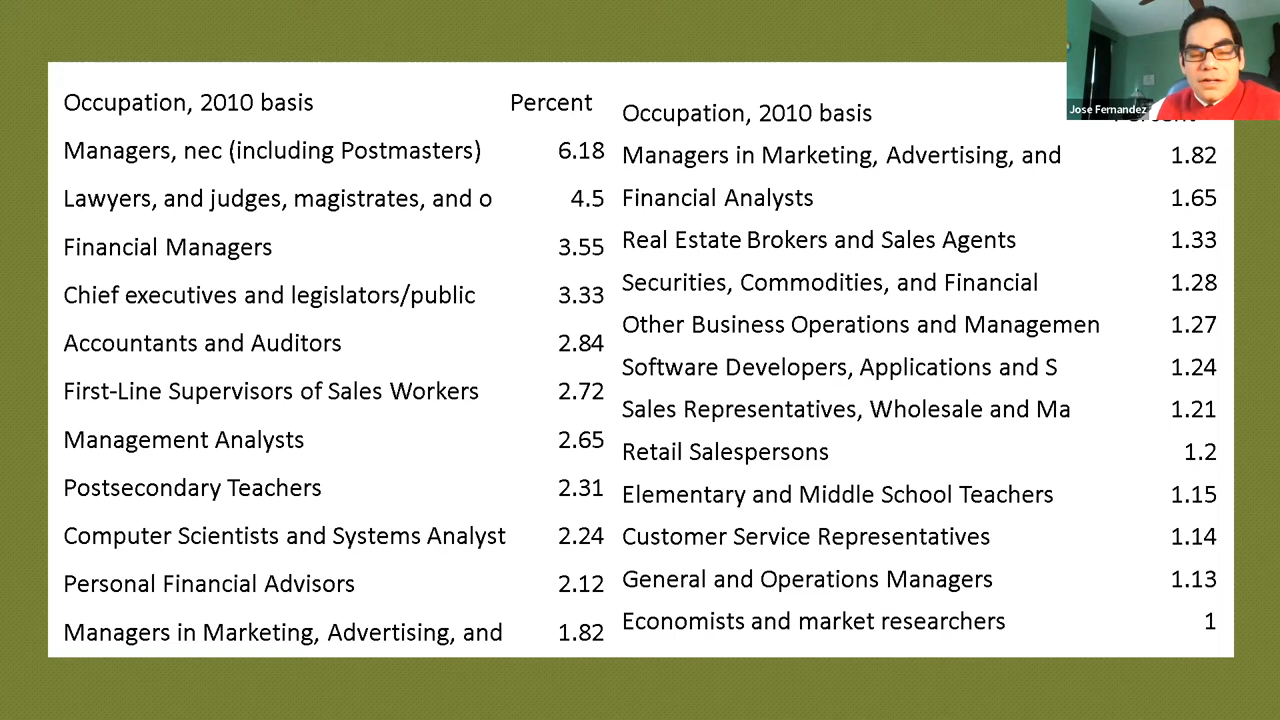 Occupation, 2010 basis Percent
Managers, nec (including Postmasters) 6.18
Lawyers, and judges, magistrates, and o 4.5
Financial Managers 3.55
Chief executives and legislators/public 3.33
Accountants and Auditors 2.84
First-Line Supervisors of Sales Workers 2.72
Management Analysts 2.65
Postsecondary Teachers 2.31
Computer Scientists and Systems Analyst 2.24
Personal Financial Advisors 2.12
Managers in Marketing, Advertising, and 1.82
Occupation, 2010 basis
Managers in Marketing, Advertising, and 1.82
Financial Analysts 1.65
Real Estate Brokers and Sales Agents 1.33
Securities, Commodities, and Financial 1.28
Other Business Operations and Managemen 1.27
Software Developers, Applications and S 1.24
Sales Representatives, Wholesale and Ma 1.21
Retail Salespersons 1.2
Elementary and Middle School Teachers 1.15
Customer Service Representatives 1.14
General and Operations Managers 1.13
Economists and market researchers 1
Jose Fernandez